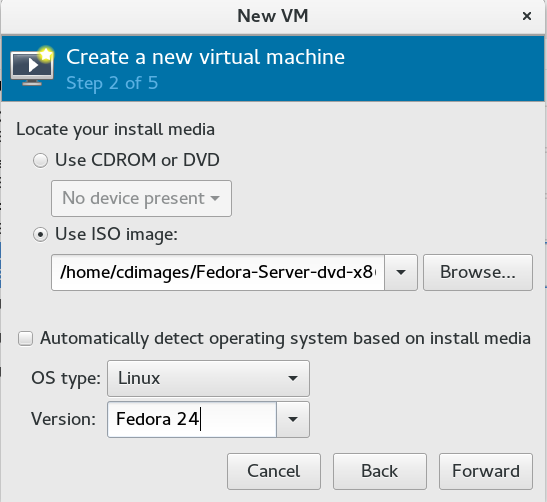 New VM
Create a new virtual machine
Step 2 of 5
Locate your install media
Use CDROM or DVD
No device present
Use ISO image:
/home/cdimages/Fedora-Server-dvd-x8 Browse...
Automatically detect operating system based on install media
OS type: Linux
Version: Fedora 24
Cancel Back Forward